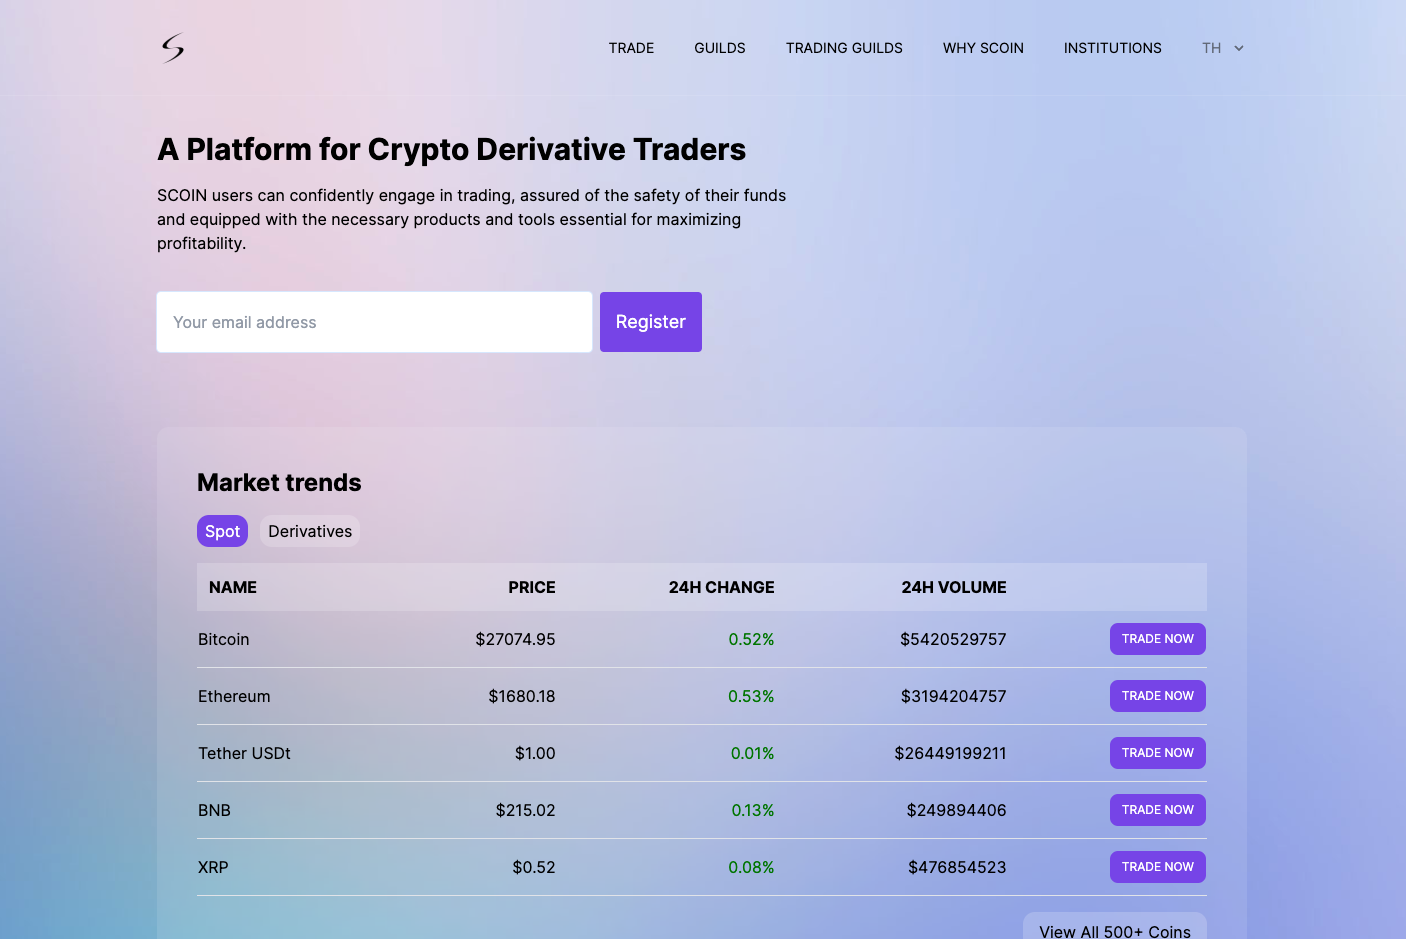 TRADE GUILDS TRADING GUILDS WHY SCOIN INSTITUTIONS TH
A Platform for Crypto Derivative Traders
SCOIN users can confidently engage in trading, assured of the safety of their funds
and equipped with the necessary products and tools essential for maximizing
profitability.
Your email address
Register
Market trends
Spot Derivatives
NAME PRICE 24H CHANGE 24H VOLUME
Bitcoin $27074.95 0.52% $5420529757 TRADE NOW
Ethereum $1680.18 0.53% $3194204757 TRADE NOW
Tether USDt $1.00 0.01% $26449199211 TRADE NOW
BNB $215.02 0.13% $249894406 TRADE NOW
XRP $0.52 0.08% $476854523 TRADE NOW
View All 500+ Coins